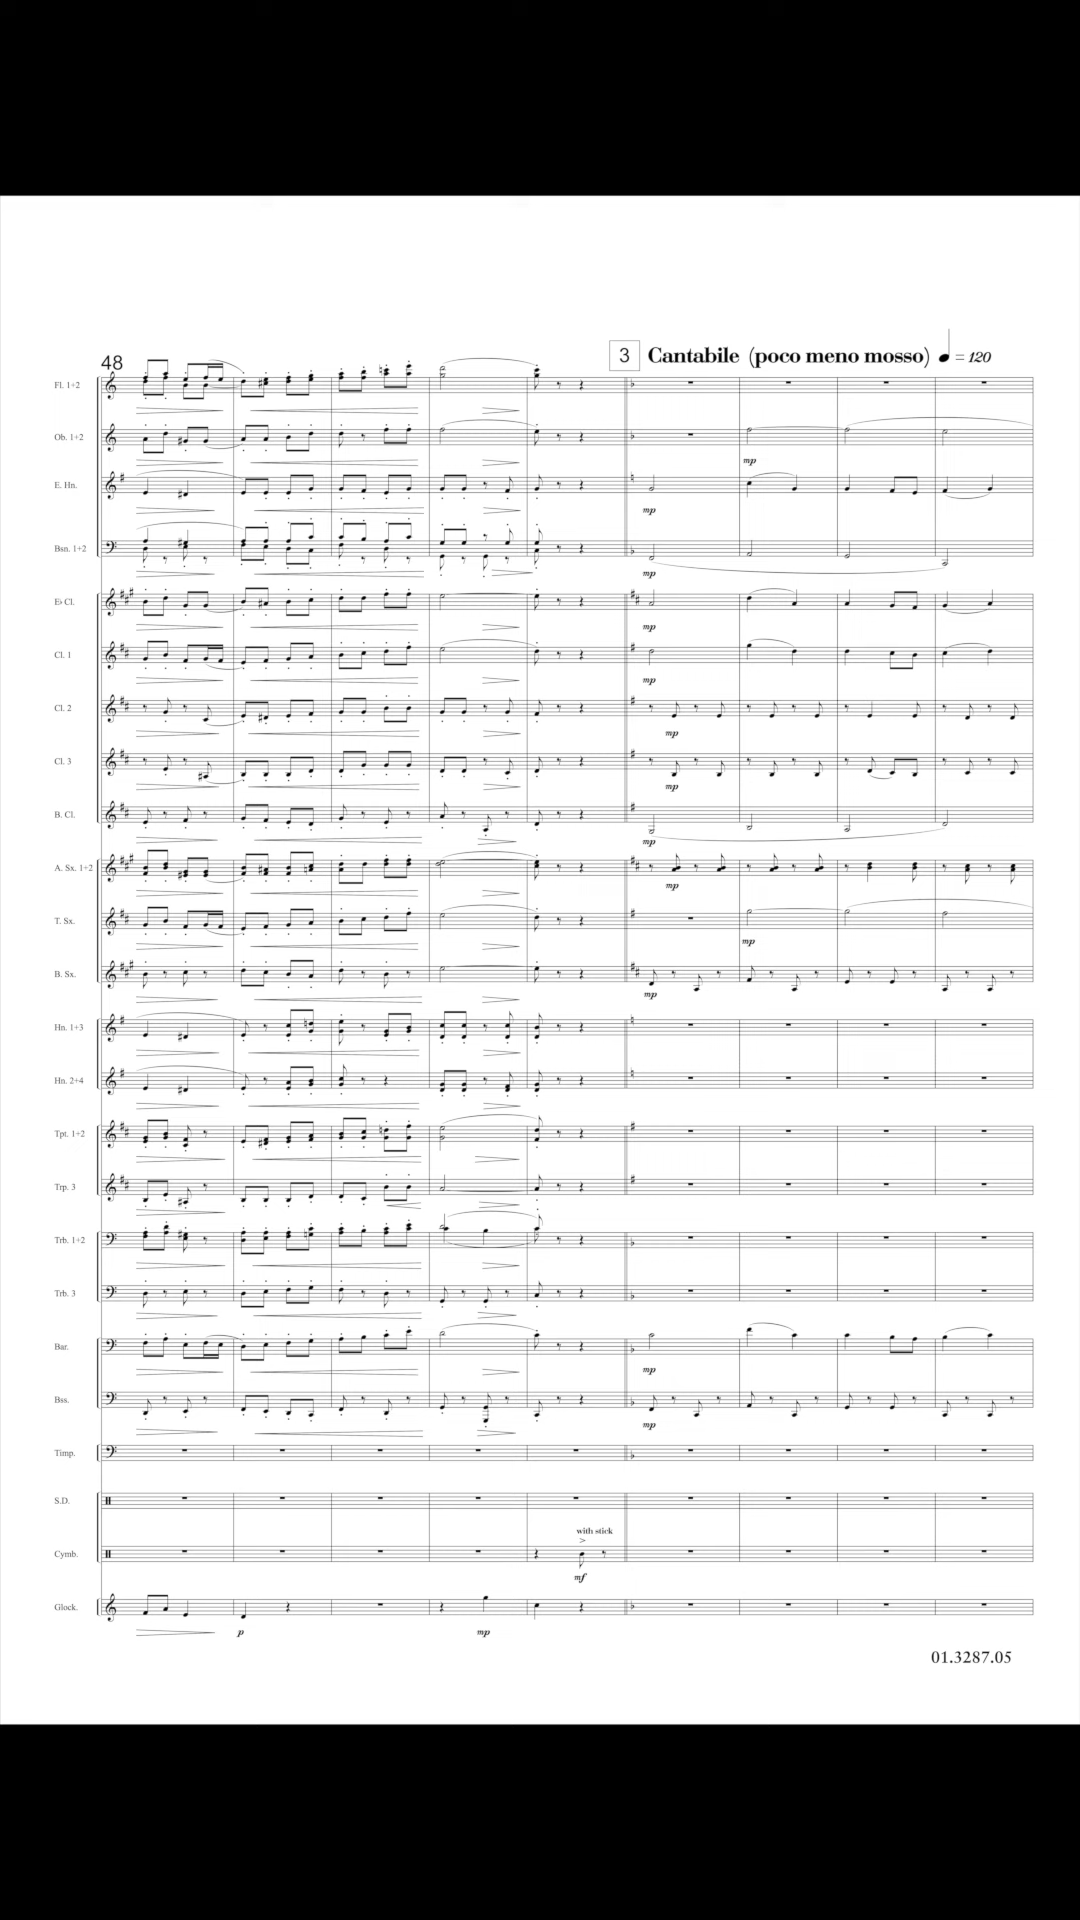 3 Cantabile (poco meno mosso) = 120
48
Fl. 1+2
Ob. 1+2
mp
E. Hn.
mp
Bsn. 1+2
mp
E♭ Cl.
mp
Cl. 1
mp
Cl. 2
mp
Cl. 3
mp
B. Cl.
mp
A. Sx. 1+2
mp
T. Sx.
mp
B. Sx.
mp
Hn. 1+3
Hn. 2+4
Tpt. 1+2
Trp. 3
Trb. 1+2
Trb. 3
Bar.
mp
Bss.
mp
Timp.
S.D.
with stick
Cymb.
mf
Glock.
p mp
01.3287.05